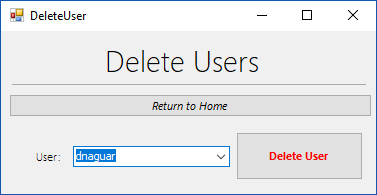 DeleteUser
Delete Users
Return to Home
User: dnaguar Delete User